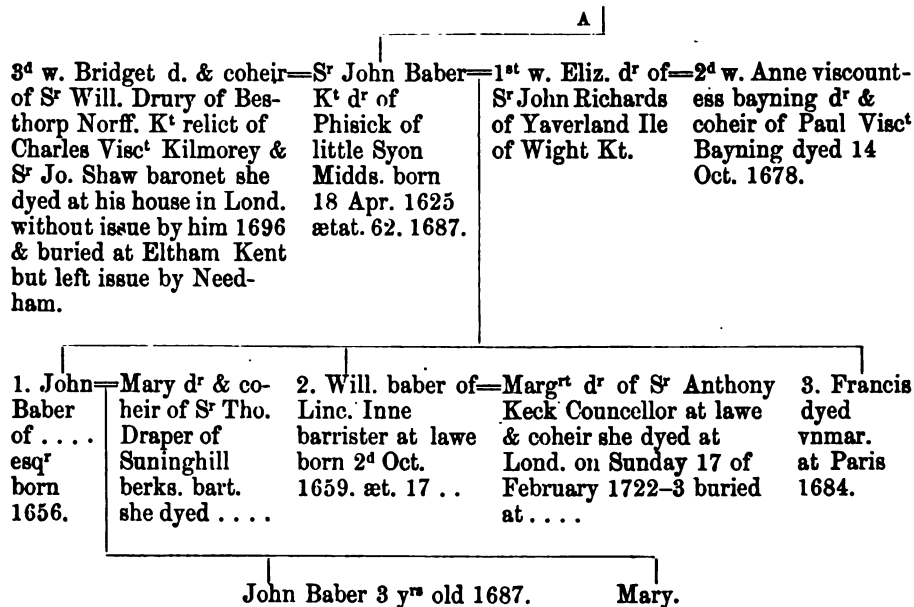 A
3ᵈ w. Bridget d. & coheir=
of Sʳ Will. Drury of Bes-
thorp Norff. Kᵗ relict of
Charles Viscᵗ Kilmorey &
Sʳ Jo. Shaw baronet she
dyed at his house in Lond.
without issue by him 1696
& buried at Eltham Kent
but left issue by Need-
ham.
Sʳ John Baber=
Kᵗ dʳ of
Phisick of
little Syon
Midds. born
18 Apr. 1625
ætat. 62. 1687.
1ˢᵗ w. Eliz. dʳ of=
Sʳ John Richards
of Yaverland Ile
of Wight Kt.
2ᵈ w. Anne viscount-
ess bayning dʳ &
coheir of Paul Viscᵗ
Bayning dyed 14
Oct. 1678.
1. John=
Baber
of . . . .
esqʳ
born
1656.
Mary dʳ & co-
heir of Sʳ Tho.
Draper of
Suninghill
berks. bart.
she dyed . . . .
2. Will. baber of=
Linc. Inne
barrister at lawe
born 2ᵈ Oct.
1659. æt. 17 . .
Margʳᵗ dʳ of Sʳ Anthony
Keck Councellor at lawe
& coheir she dyed at
Lond. on Sunday 17 of
February 1722–3 buried
at . . . .
3. Francis
dyed
vnmar.
at Paris
1684.
John Baber 3 yʳˢ old 1687.
Mary.